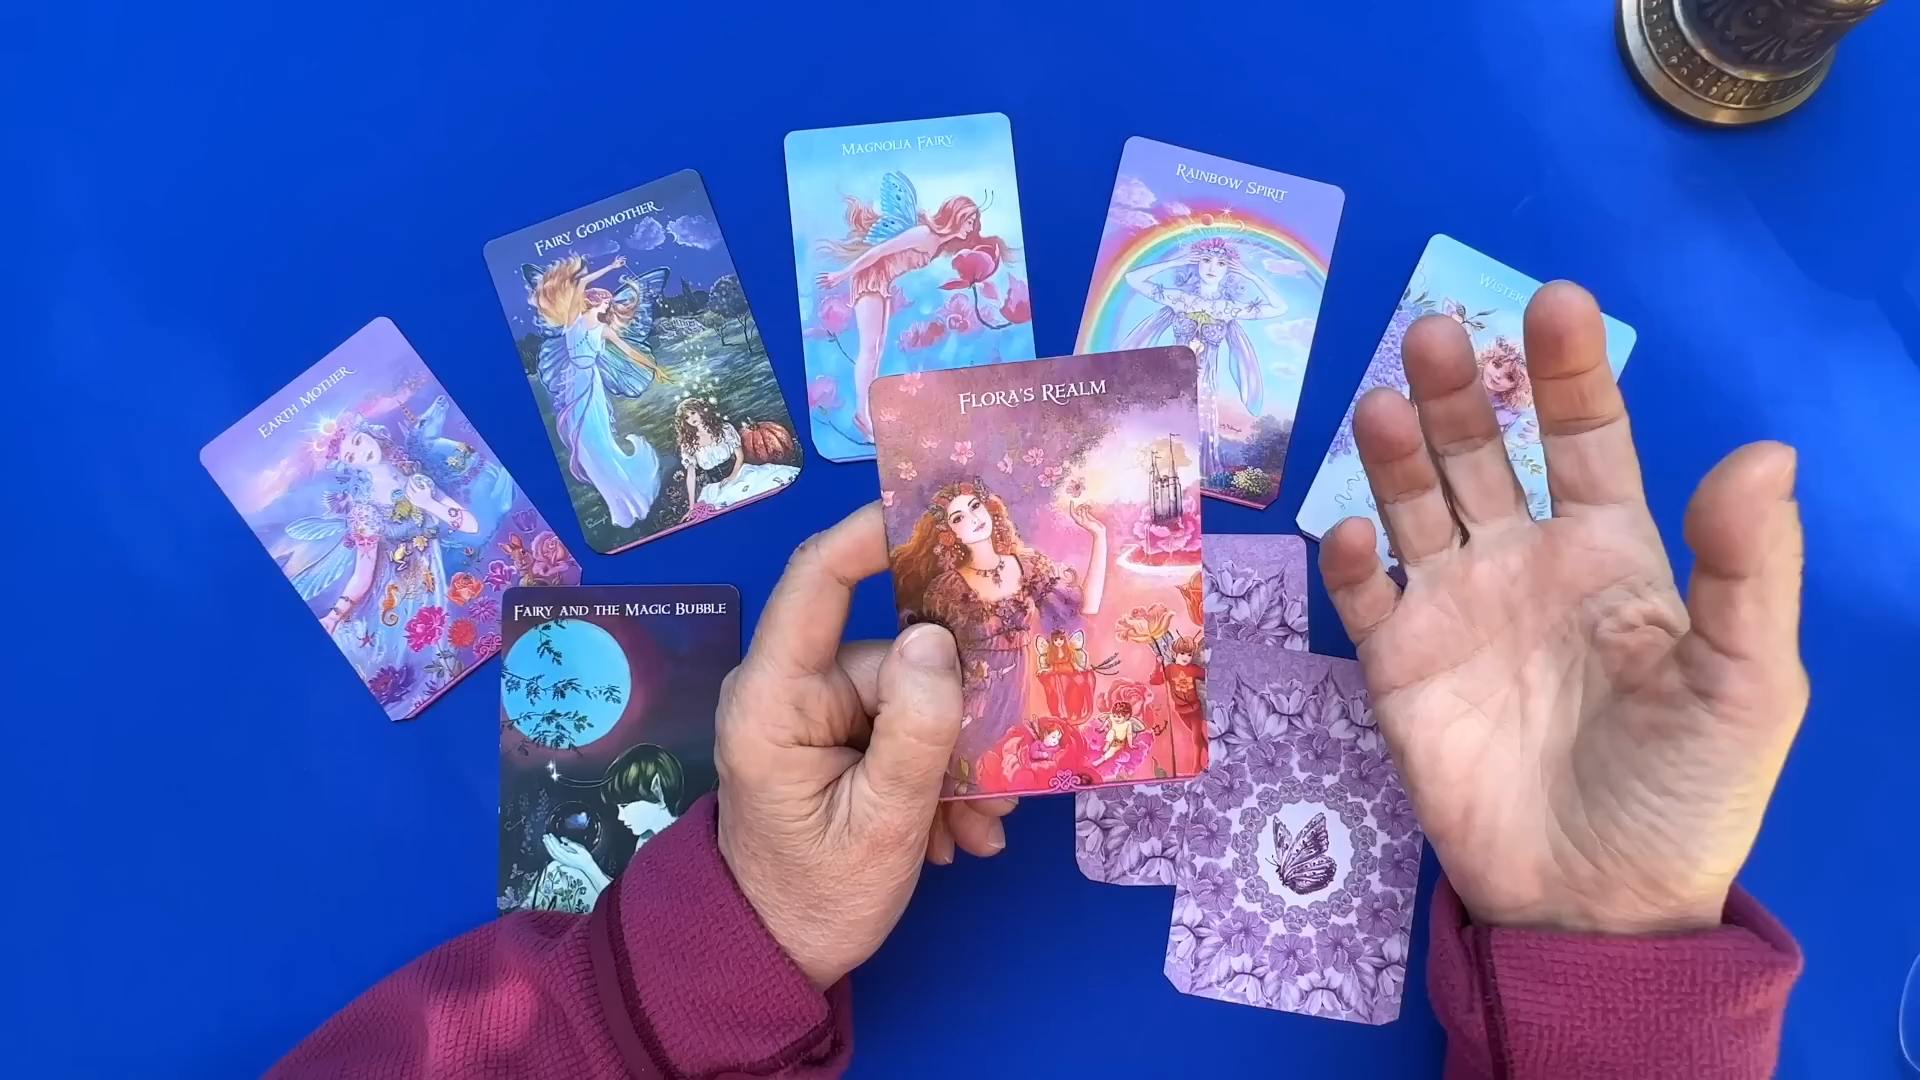 Magnolia Fairy
Rainbow Spirit
Fairy Godmother
Earth Mother
Flora's Realm
Fairy and the Magic Bubble